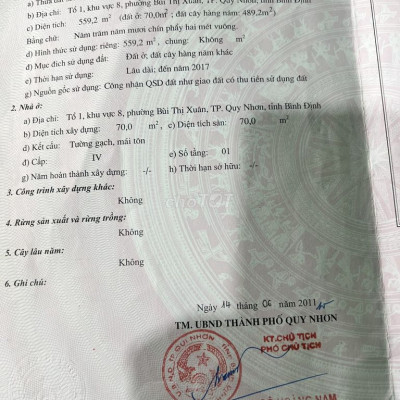 b) Địa chỉ: Tổ 1, khu vực 8, phường Bùi Thị Xuân, TP. Quy Nhơn, tỉnh Bình Định
c) Diện tích: 559,2 m² (đất ở: 70,0m²; đất cây hàng năm: 489,2m²).
Bằng chữ: Năm trăm năm mươi chín phẩy hai mét vuông.
d) Hình thức sử dụng: riêng: 559,2 m², chung: Không m²
đ) Mục đích sử dụng đất: Đất ở; đất cây hàng năm khác
e) Thời hạn sử dụng: Lâu dài; đến năm 2017
g) Nguồn gốc sử dụng: Công nhận QSD đất như giao đất có thu tiền sử dụng đất
2. Nhà ở:
a) Địa chỉ: Tổ 1, khu vực 8, phường Bùi Thị Xuân, TP. Quy Nhơn, tỉnh Bình Định
b) Diện tích xây dựng: 70,0 m², c) Diện tích sàn: 70,0 m²
d) Kết cấu: Tường gạch, mái tôn
đ) Cấp: IV e) Số tầng: 01
g) Năm hoàn thành xây dựng: -/- h) Thời hạn sở hữu: -/-
3. Công trình xây dựng khác:
Không
4. Rừng sản xuất và rừng trồng:
Không
5. Cây lâu năm:
Không
6. Ghi chú:
Ngày 14 tháng 06 năm 2011
TM. UBND THÀNH PHỐ QUY NHƠN
KT.CHỦ TỊCH
PHÓ CHỦ TỊCH